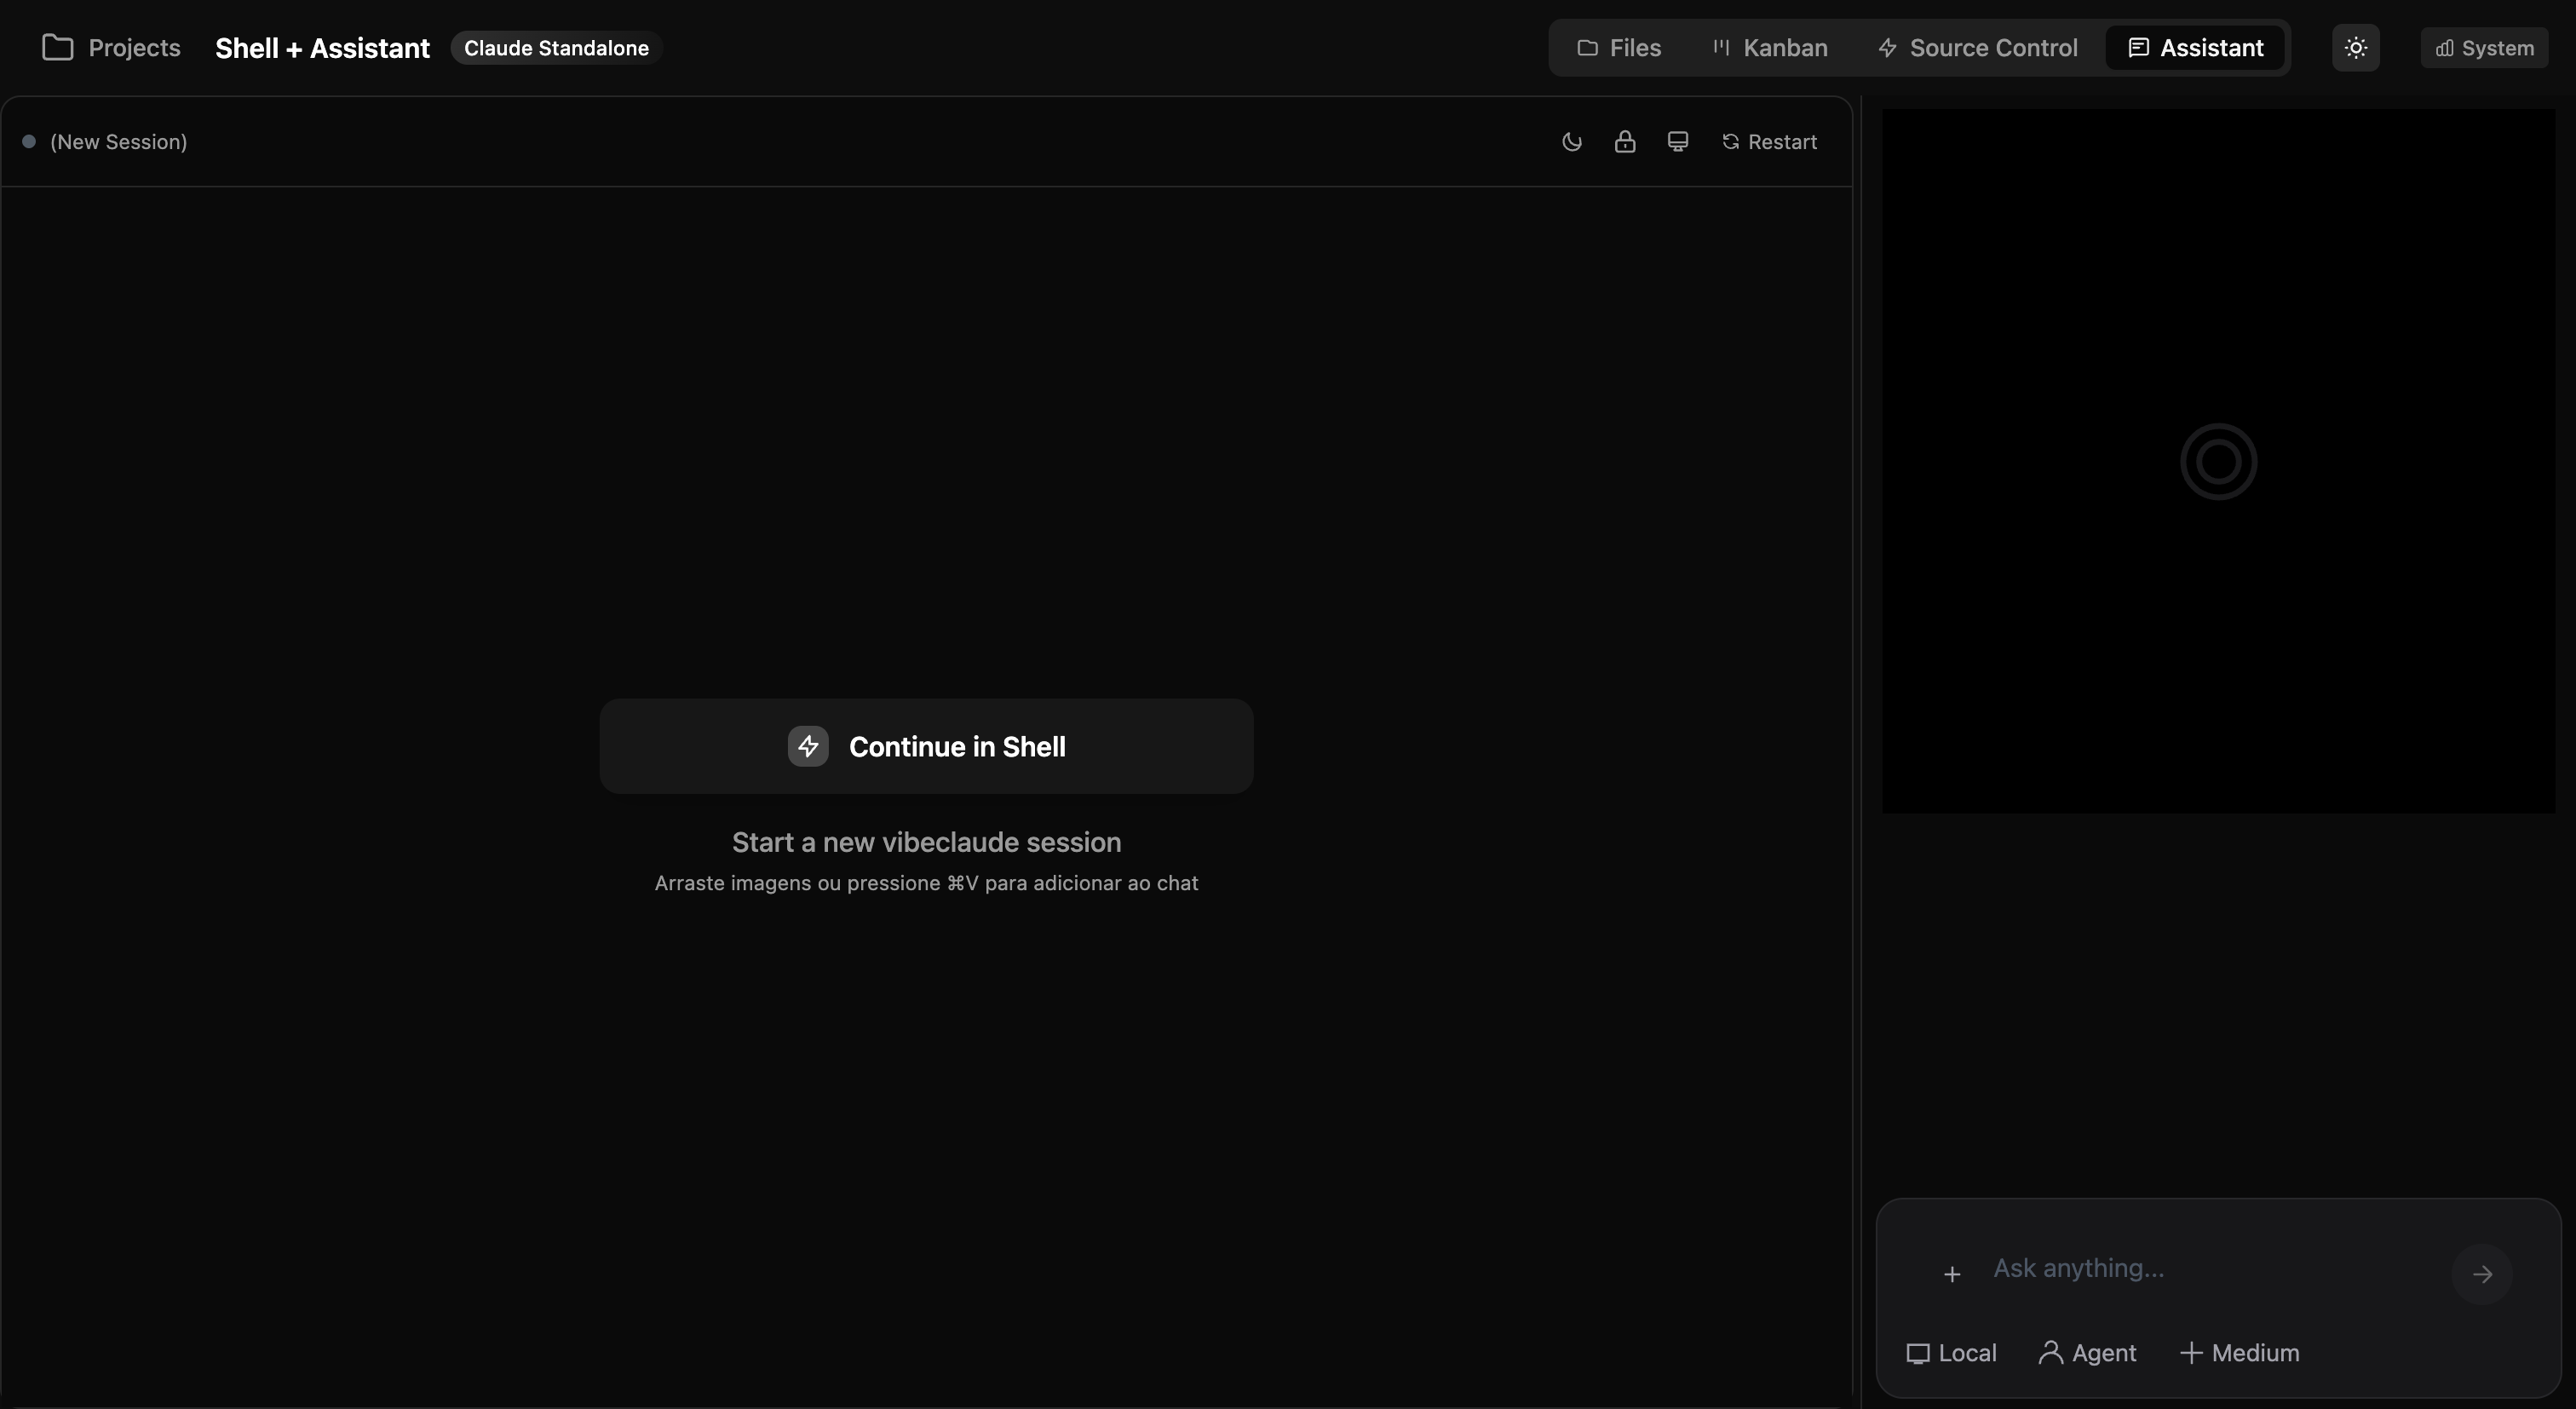 Projects
Shell + Assistant
Claude Standalone
Files
Kanban
Source Control
Assistant
System
(New Session)
Restart
Continue in Shell
Start a new vibeclaude session
Arraste imagens ou pressione ⌘V para adicionar ao chat
Ask anything...
Local
Agent
Medium